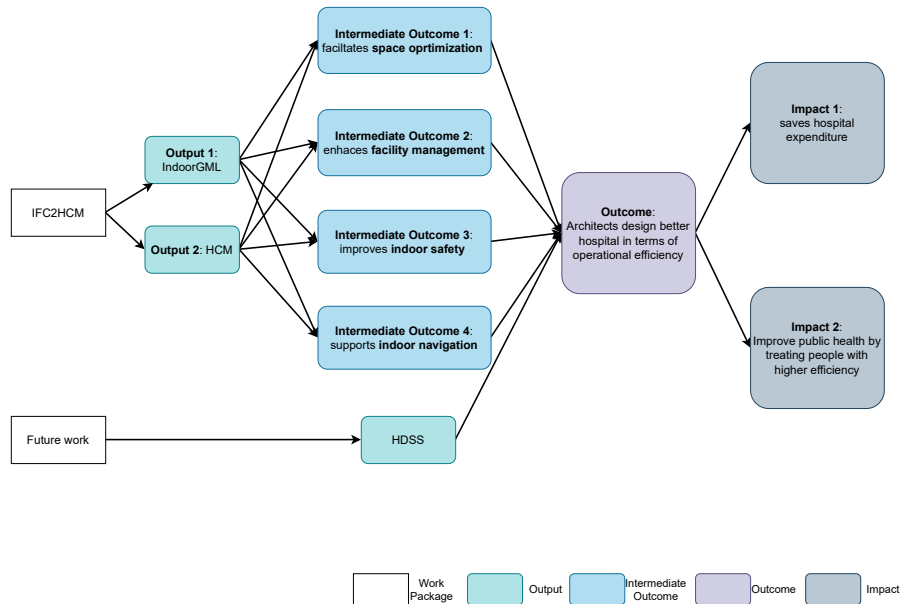 Intermediate Outcome 1:
faciltates space oprtimization
Impact 1:
saves hospital
expenditure
Intermediate Outcome 2:
enhaces facility management
Output 1:
IndoorGML
IFC2HCM
Outcome:
Architects design better
hospital in terms of
operational efficiency
Output 2: HCM
Intermediate Outcome 3:
improves indoor safety
Intermediate Outcome 4:
supports indoor navigation
Impact 2:
Improve public health by
treating people with
higher efficiency
Future work
HDSS
Work
Package
Output
Intermediate
Outcome
Outcome
Impact